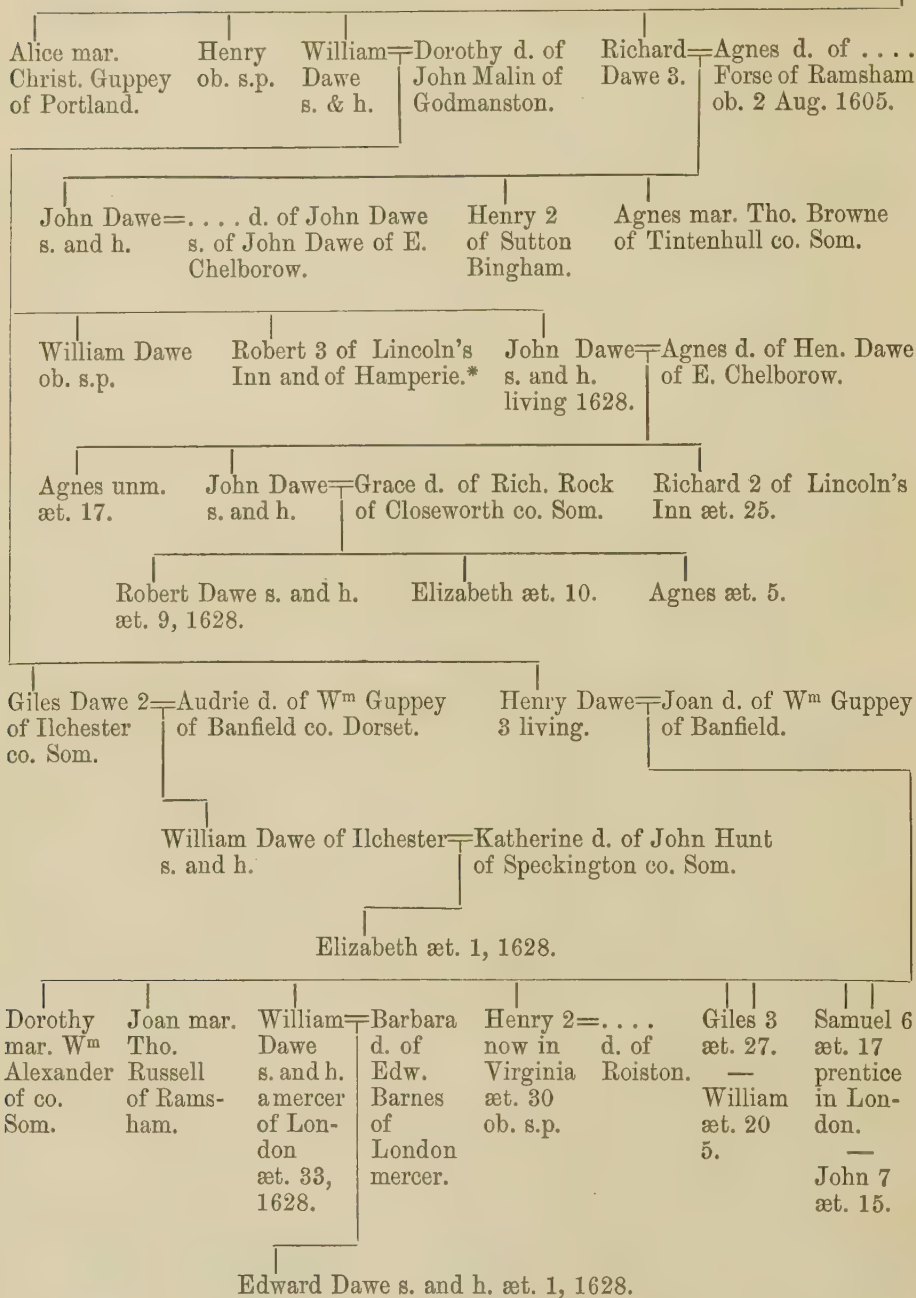 Alice mar.
Christ. Guppey
of Portland.
Henry
ob. s.p.
William
Dawe
s. & h.
Dorothy d. of
John Malin of
Godmanston.
Richard
Dawe 3.
Agnes d. of ....
Forse of Ramsham
ob. 2 Aug. 1605.
John Dawe=.... d. of John Dawe
s. and h. s. of John Dawe of E.
Chelborow.
Henry 2
of Sutton
Bingham.
Agnes mar. Tho. Browne
of Tintenhull co. Som.
William Dawe
ob. s.p.
Robert 3 of Lincoln's
Inn and of Hamperie.*
John Dawe
s. and h.
living 1628.
Agnes d. of Hen. Dawe
of E. Chelborow.
Agnes unm.
æt. 17.
John Dawe
s. and h.
Grace d. of Rich. Rock
of Closeworth co. Som.
Richard 2 of Lincoln's
Inn æt. 25.
Robert Dawe s. and h.
æt. 9, 1628.
Elizabeth æt. 10.
Agnes æt. 5.
Giles Dawe 2
of Ilchester
co. Som.
Audrie d. of Wᵐ Guppey
of Banfield co. Dorset.
Henry Dawe
3 living.
Joan d. of Wᵐ Guppey
of Banfield.
William Dawe of Ilchester
s. and h.
Katherine d. of John Hunt
of Speckington co. Som.
Elizabeth æt. 1, 1628.
Dorothy
mar. Wᵐ
Alexander
of co.
Som.
Joan mar.
Tho.
Russell
of Rams-
ham.
William
Dawe
s. and h.
a mercer
of Lon-
don
æt. 33,
1628.
Barbara
d. of
Edw.
Barnes
of
London
mercer.
Henry 2=....
now in d. of
Virginia Roiston.
æt. 30
ob. s.p.
Giles 3
æt. 27.
—
William
æt. 20
5.
Samuel 6
æt. 17
prentice
in Lon-
don.
—
John 7
æt. 15.
Edward Dawe s. and h. æt. 1, 1628.